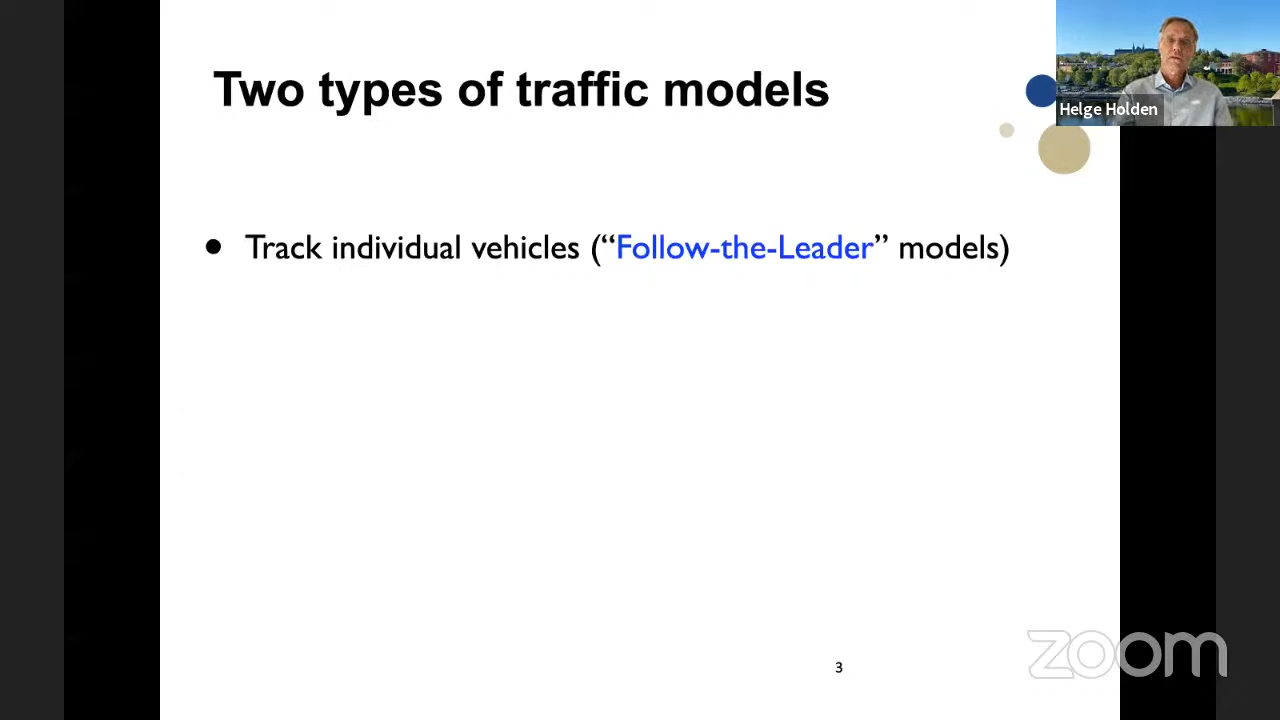 Two types of traffic models
Helge Holden
● Track individual vehicles (“Follow-the-Leader” models)
3
zoom